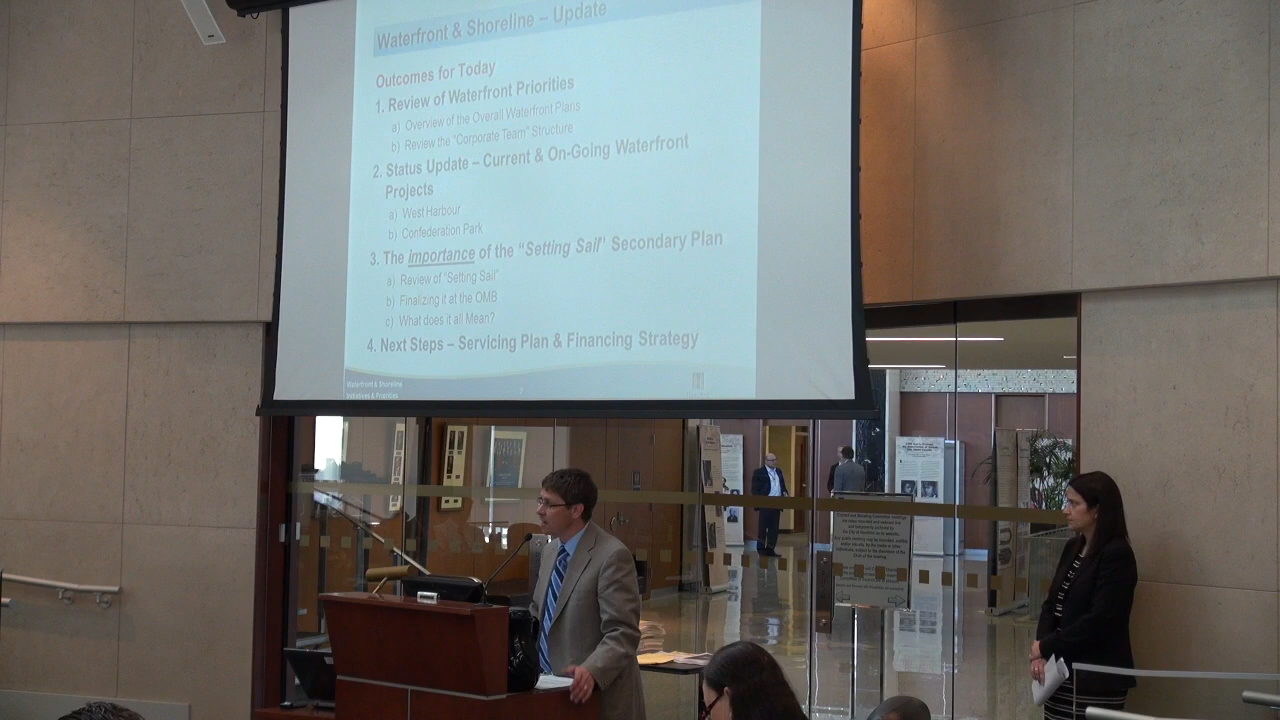 Waterfront & Shoreline – Update
Outcomes for Today
1. Review of Waterfront Priorities
a) Overview of the Overall Waterfront Plans
b) Review the "Corporate Team" Structure
2. Status Update – Current & On-Going Waterfront
Projects
a) West Harbour
b) Confederation Park
3. The importance of the "Setting Sail" Secondary Plan
a) Review of "Setting Sail"
b) Finalizing it at the OMB
c) What does it all Mean?
4. Next Steps – Servicing Plan & Financing Strategy
Waterfront & Shoreline
Initiatives & Priorities